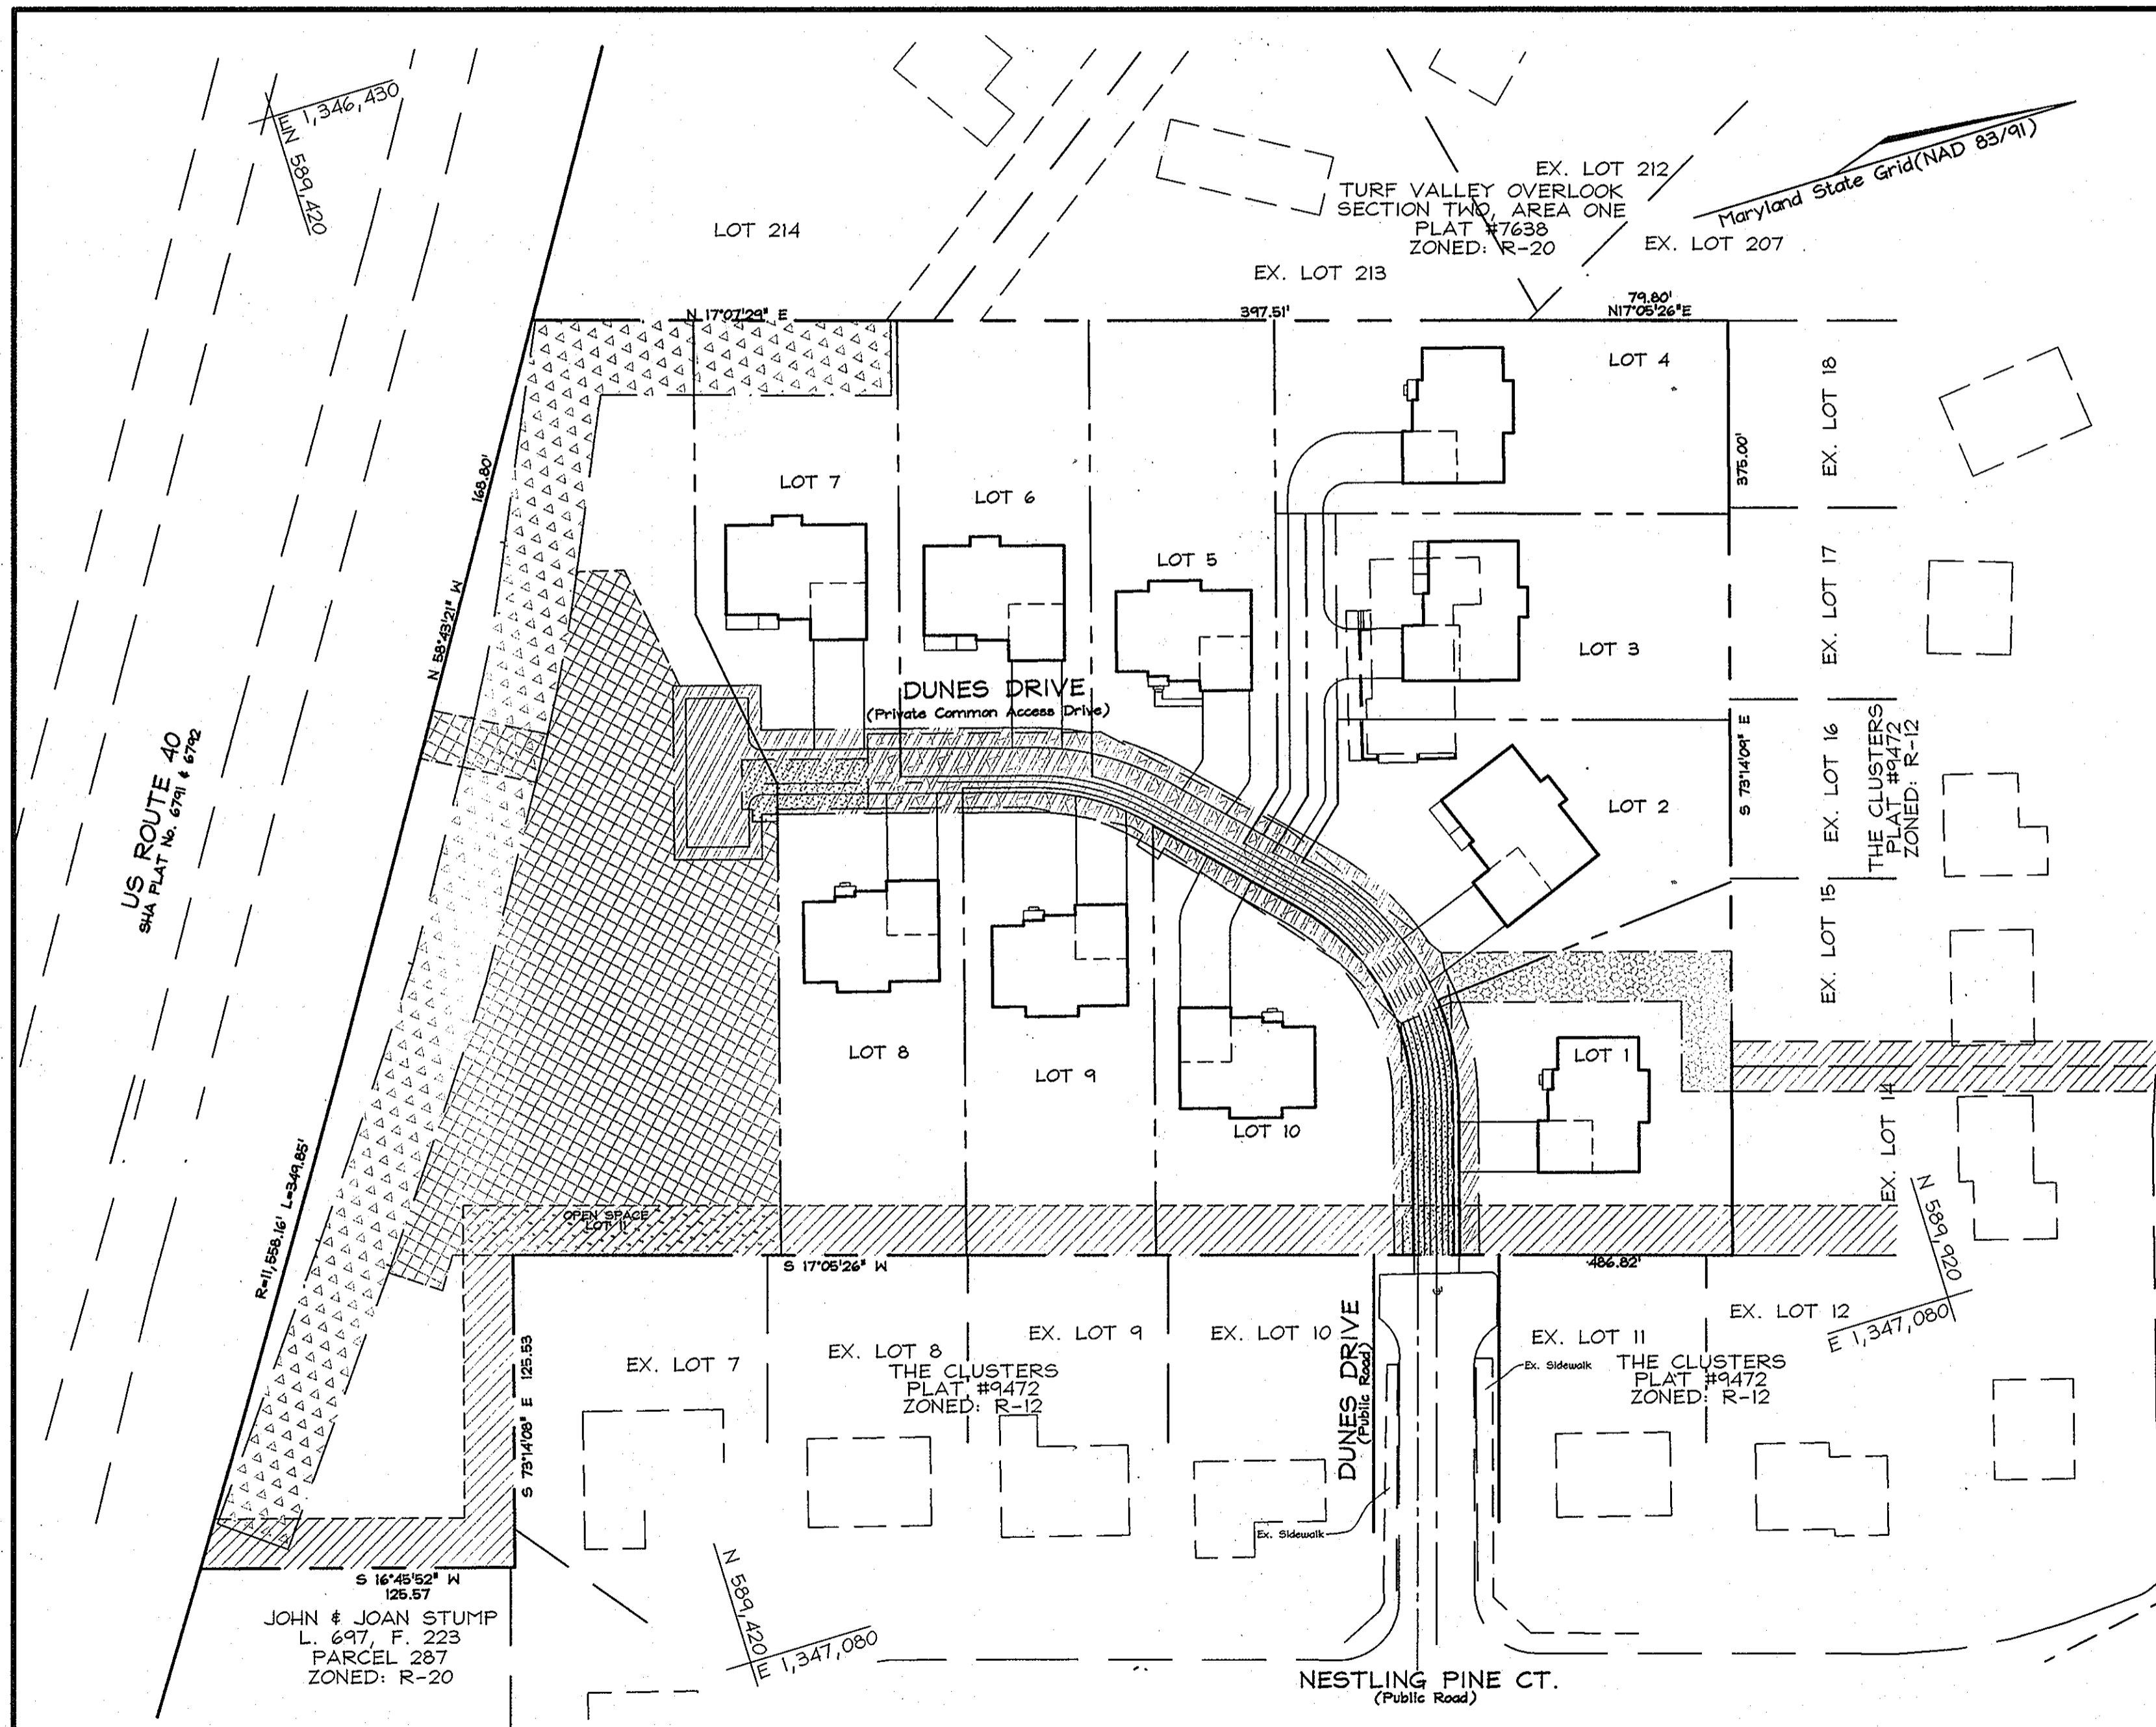 E 1,346,430
N 589,420
LOT 214
EX. LOT 212
TURF VALLEY OVERLOOK
SECTION TWO, AREA ONE
PLAT #7638
ZONED: R-20
EX. LOT 207
EX. LOT 213
Maryland State Grid(NAD 83/91)
N 17°07'29" E
397.51'
79.80'
N17°05'26"E
LOT 4
375.00'
EX. LOT 18
168.80'
LOT 7
LOT 6
LOT 5
LOT 3
EX. LOT 17
N 58°43'21" W
DUNES DRIVE
(Private Common Access Drive)
US ROUTE 40
SHA PLAT No. 6791 & 6792
LOT 2
S 73°14'09" E
EX. LOT 16
THE CLUSTERS
PLAT #9472
ZONED: R-12
EX. LOT 15
LOT 8
LOT 9
LOT 10
LOT 1
EX. LOT 14
R=11,558.16' L=349.85'
OPEN SPACE
LOT 11
S 17°05'26" W
486.82'
N 589,920
E 1,347,080
S 73°14'08" E 125.53
EX. LOT 7
EX. LOT 8
EX. LOT 9
THE CLUSTERS
PLAT #9472
ZONED: R-12
EX. LOT 10
DUNES DRIVE
(Public Road)
EX. LOT 11
EX. LOT 12
Ex. Sidewalk
THE CLUSTERS
PLAT #9472
ZONED: R-12
Ex. Sidewalk
S 16°45'52" W
125.57
JOHN & JOAN STUMP
L. 697, F. 223
PARCEL 287
ZONED: R-20
N 589,420
E 1,347,080
NESTLING PINE CT.
(Public Road)